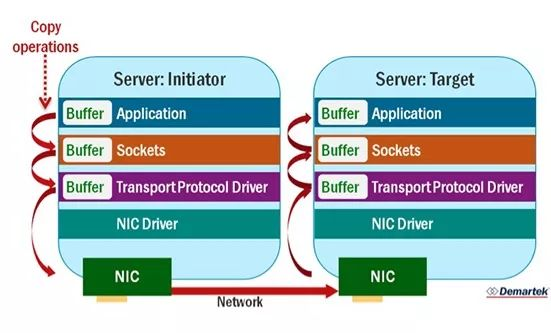 Copy
operations
Server: Initiator
Buffer Application
Buffer Sockets
Buffer Transport Protocol Driver
NIC Driver
NIC
Server: Target
Buffer Application
Buffer Sockets
Buffer Transport Protocol Driver
NIC Driver
NIC
Network
Demartek